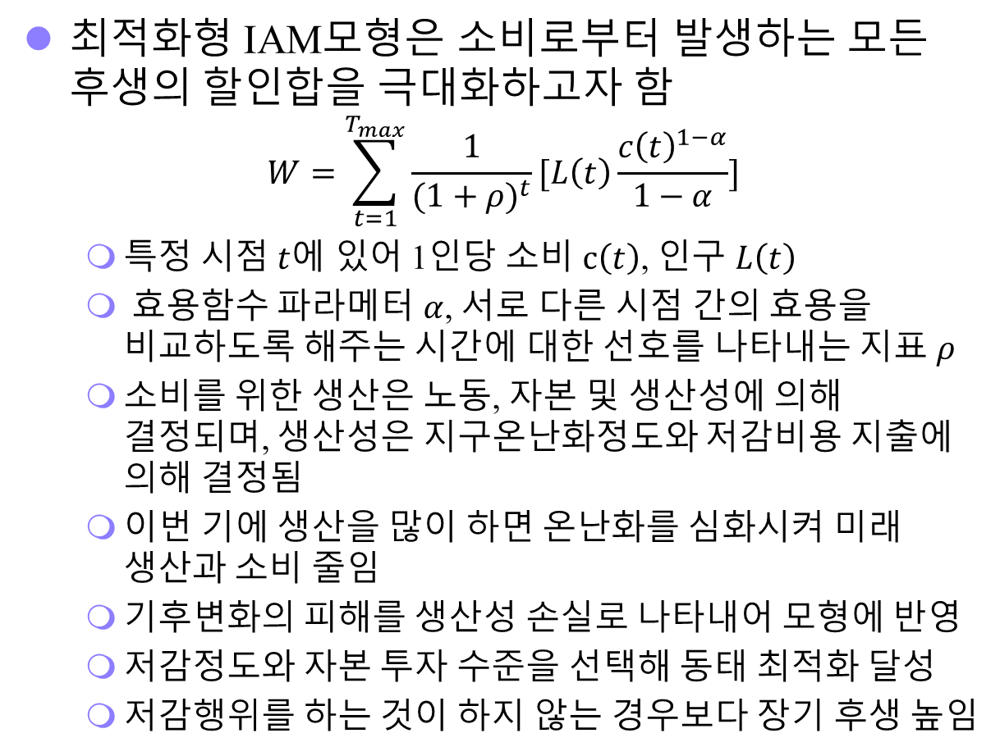 ● 최적화형 IAM모형은 소비로부터 발생하는 모든
후생의 할인합을 극대화하고자 함
$W = \sum_{t=1}^{T_{max}} \frac{1}{(1+\rho)^t} [L(t) \frac{c(t)^{1-\alpha}}{1-\alpha}]$
❍ 특정 시점 t에 있어 1인당 소비 c(t), 인구 L(t)
❍ 효용함수 파라메터 α, 서로 다른 시점 간의 효용을
비교하도록 해주는 시간에 대한 선호를 나타내는 지표 ρ
❍ 소비를 위한 생산은 노동, 자본 및 생산성에 의해
결정되며, 생산성은 지구온난화정도와 저감비용 지출에
의해 결정됨
❍ 이번 기에 생산을 많이 하면 온난화를 심화시켜 미래
생산과 소비 줄임
❍ 기후변화의 피해를 생산성 손실로 나타내어 모형에 반영
❍ 저감정도와 자본 투자 수준을 선택해 동태 최적화 달성
❍ 저감행위를 하는 것이 하지 않는 경우보다 장기 후생 높임